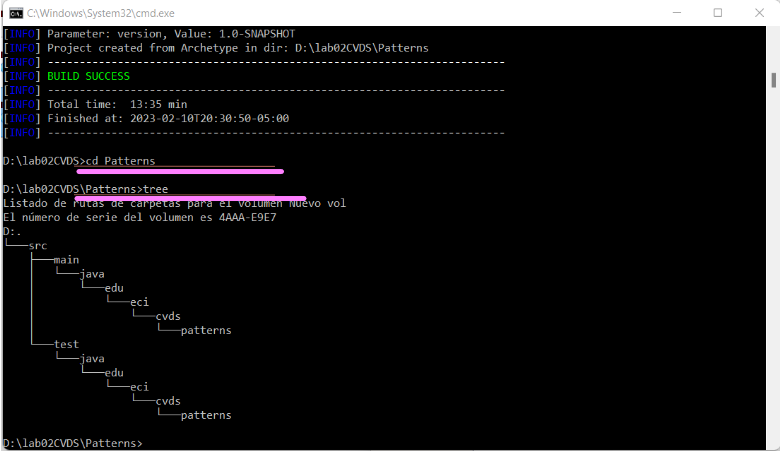 C:\Windows\System32\cmd.exe
[INFO] Parameter: version, Value: 1.0-SNAPSHOT
[INFO] Project created from Archetype in dir: D:\lab02CVDS\Patterns
[INFO] ------------------------------------------------------------------------
[INFO] BUILD SUCCESS
[INFO] ------------------------------------------------------------------------
[INFO] Total time:  13:35 min
[INFO] Finished at: 2023-02-10T20:30:50-05:00
[INFO] ------------------------------------------------------------------------
D:\lab02CVDS>cd Patterns
D:\lab02CVDS\Patterns>tree
Listado de rutas de carpetas para el volumen Nuevo vol
El número de serie del volumen es 4AAA-E9E7
D:.
└───src
    ├───main
    │   └───java
    │       └───edu
    │           └───eci
    │               └───cvds
    │                   └───patterns
    └───test
        └───java
            └───edu
                └───eci
                    └───cvds
                        └───patterns
D:\lab02CVDS\Patterns>